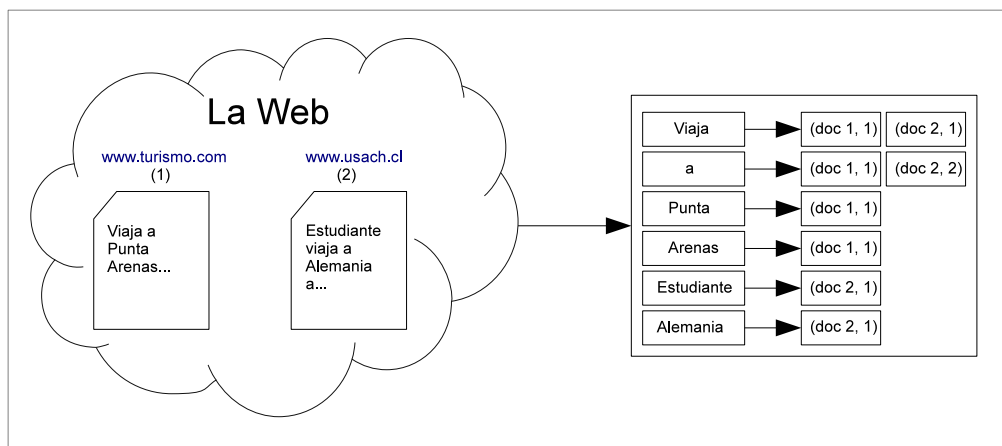 La Web
www.turismo.com
(1)
Viaja a
Punta
Arenas...
www.usach.cl
(2)
Estudiante
viaja a
Alemania
a...
Viaja (doc 1, 1) (doc 2, 1)
a (doc 1, 1) (doc 2, 2)
Punta (doc 1, 1)
Arenas (doc 1, 1)
Estudiante (doc 2, 1)
Alemania (doc 2, 1)